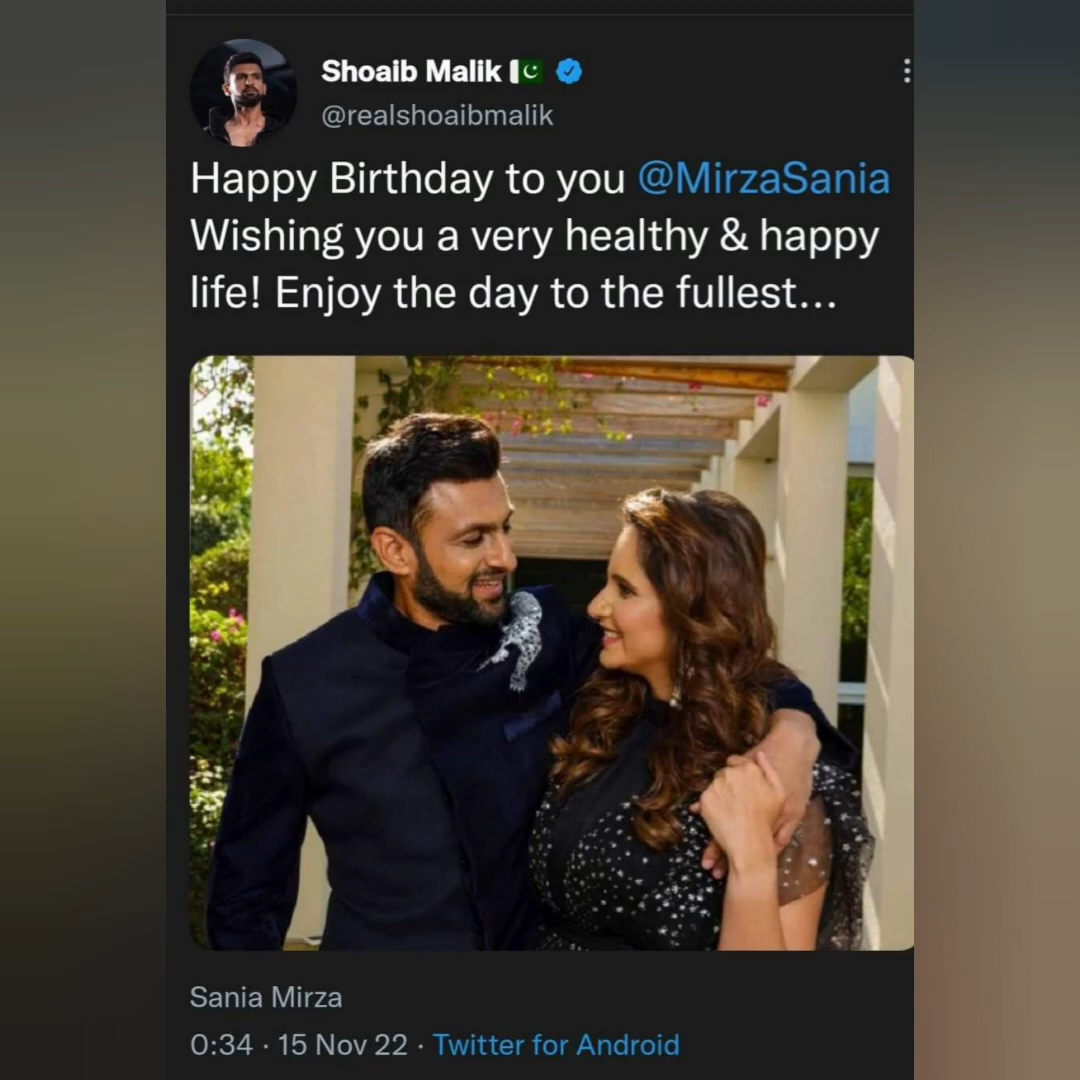 Shoaib Malik 🇵🇰
@realshoaibmalik
Happy Birthday to you @MirzaSania
Wishing you a very healthy & happy
life! Enjoy the day to the fullest...
Sania Mirza
0:34 · 15 Nov 22 · Twitter for Android